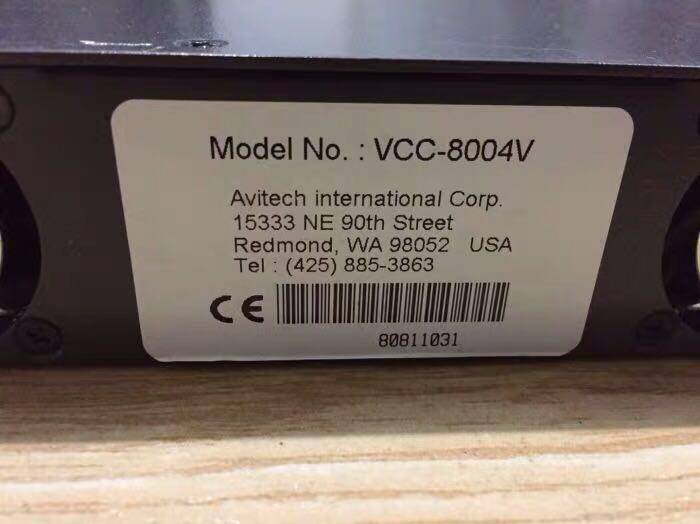 Model No. : VCC-8004V
Avitech international Corp.
15333 NE 90th Street
Redmond, WA 98052 USA
Tel : (425) 885-3863
CE
80811031